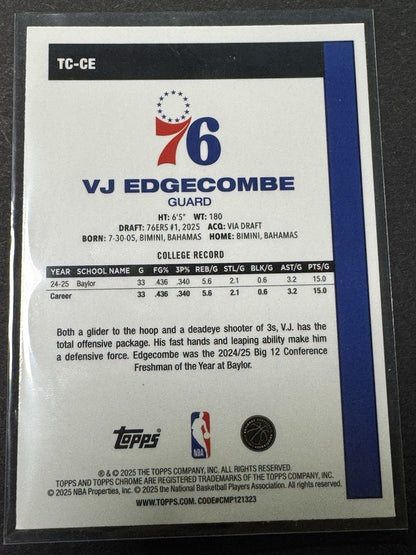 TC-CE
76
VJ EDGECOMBE
GUARD
HT: 6'5" WT: 180
DRAFT: 76ERS #1, 2025 ACQ: VIA DRAFT
BORN: 7-30-05, BIMINI, BAHAMAS HOME: BIMINI, BAHAMAS
COLLEGE RECORD
YEAR SCHOOL NAME G FG% 3P% REB/G STL/G BLK/G AST/G PTS/G
24-25 Baylor 33 .436 .340 5.6 2.1 0.6 3.2 15.0
Career 33 .436 .340 5.6 2.1 0.6 3.2 15.0
Both a glider to the hoop and a deadeye shooter of 3s, V.J. has the
total offensive package. His fast hands and leaping ability make him
a defensive force. Edgecombe was the 2024/25 Big 12 Conference
Freshman of the Year at Baylor.
topps
NBA
® & © 2025 THE TOPPS COMPANY, INC. ALL RIGHTS RESERVED.
TOPPS AND TOPPS CHROME ARE REGISTERED TRADEMARKS OF THE TOPPS COMPANY, INC.
© 2025 NBA Properties, Inc. © 2025 the National Basketball Players Association. All Rights Reserved.
WWW.TOPPS.COM. CODE#CMP121323